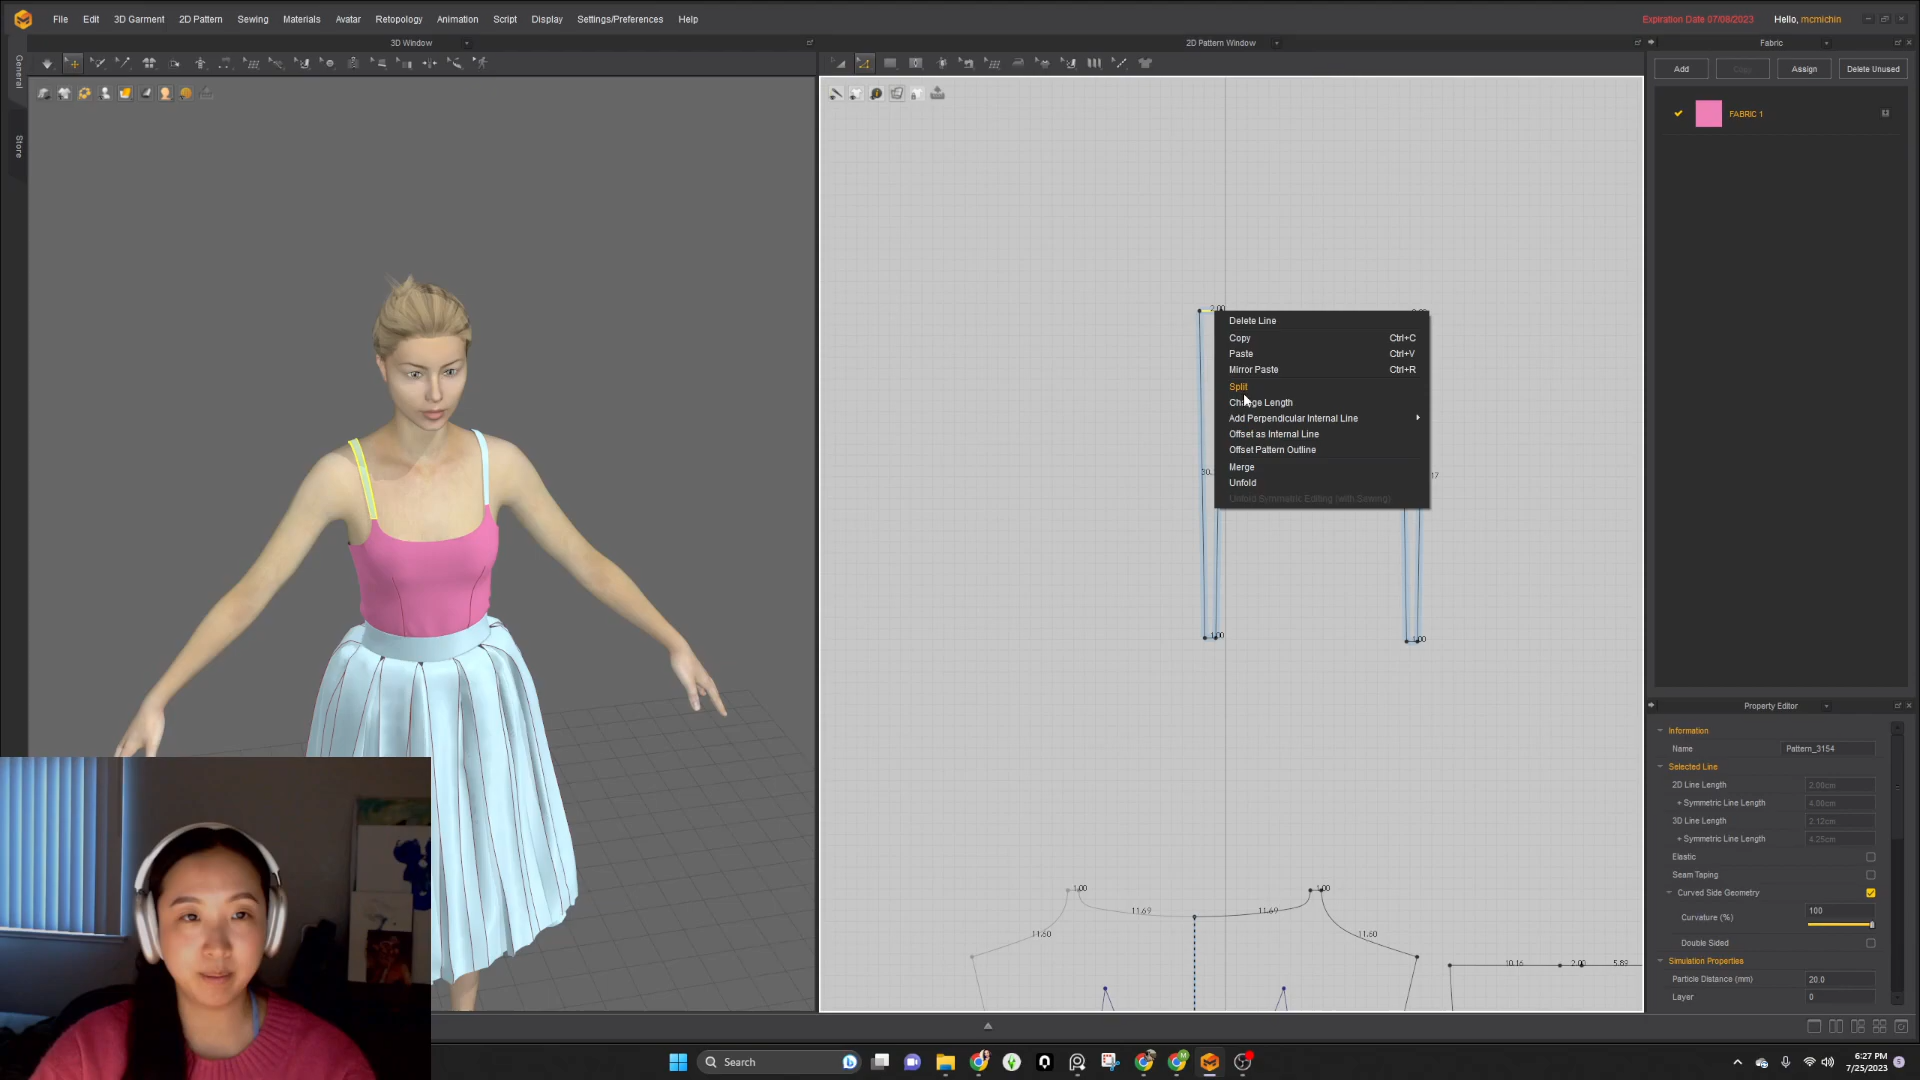 File Edit 3D Garment 2D Pattern Sewing Materials Avatar Retopology Animation Script Display Settings/Preferences Help
Expiration Date 07/08/2023 Hello, mcmichin
3D Window
2D Pattern Window
Fabric
General
Store
Add
Assign
Delete Unused
FABRIC 1
2.00
Delete Line
Copy Ctrl+C
Paste Ctrl+V
Mirror Paste Ctrl+R
Split
Change Length
Add Perpendicular Internal Line
Offset as Internal Line
Offset Pattern Outline
Merge
Unfold
Unfold Symmetric Editing (with Sewing)
1.00
1.00
1.00
1.00
11.69
11.69
11.60
11.60
10.16
2.00
5.89
Property Editor
Information
Name Pattern_3154
Selected Line
2D Line Length 2.00cm
+ Symmetric Line Length 4.00cm
3D Line Length 2.12cm
+ Symmetric Line Length 4.25cm
Elastic
Seam Taping
Curved Side Geometry
Curvature (%) 100
Double Sided
Simulation Properties
Particle Distance (mm) 20.0
Layer 0
Search
6:27 PM
7/25/2023